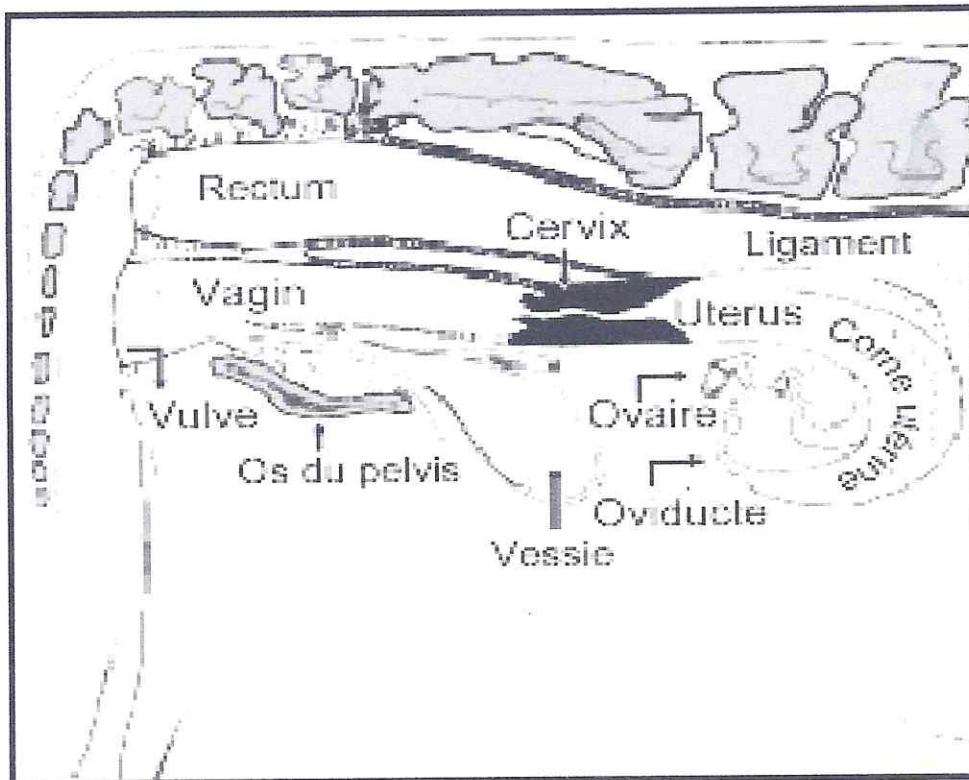 Rectum
Cervix
Ligament
Vagin
Uterus
Corne utérine
Ovaire
Vulve
Os du pelvis
Oviducte
Vessie